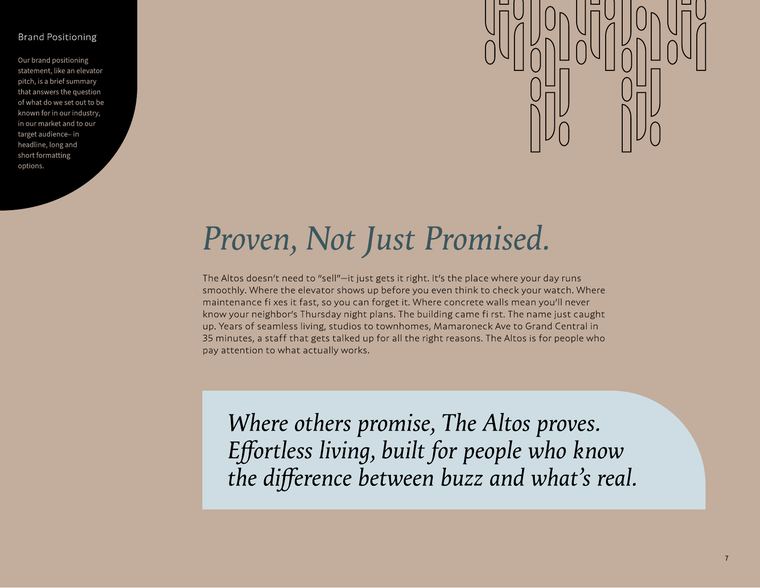 Brand Positioning
Our brand positioning
statement, like an elevator
pitch, is a brief summary
that answers the question
of what do we set out to be
known for in our industry,
in our market and to our
target audience– in
headline, long and
short formatting
options.
Proven, Not Just Promised.
The Altos doesn't need to "sell"—it just gets it right. It's the place where your day runs
smoothly. Where the elevator shows up before you even think to check your watch. Where
maintenance fi xes it fast, so you can forget it. Where concrete walls mean you'll never
know your neighbor's Thursday night plans. The building came fi rst. The name just caught
up. Years of seamless living, studios to townhomes, Mamaroneck Ave to Grand Central in
35 minutes, a staff that gets talked up for all the right reasons. The Altos is for people who
pay attention to what actually works.
Where others promise, The Altos proves.
Effortless living, built for people who know
the difference between buzz and what's real.
7